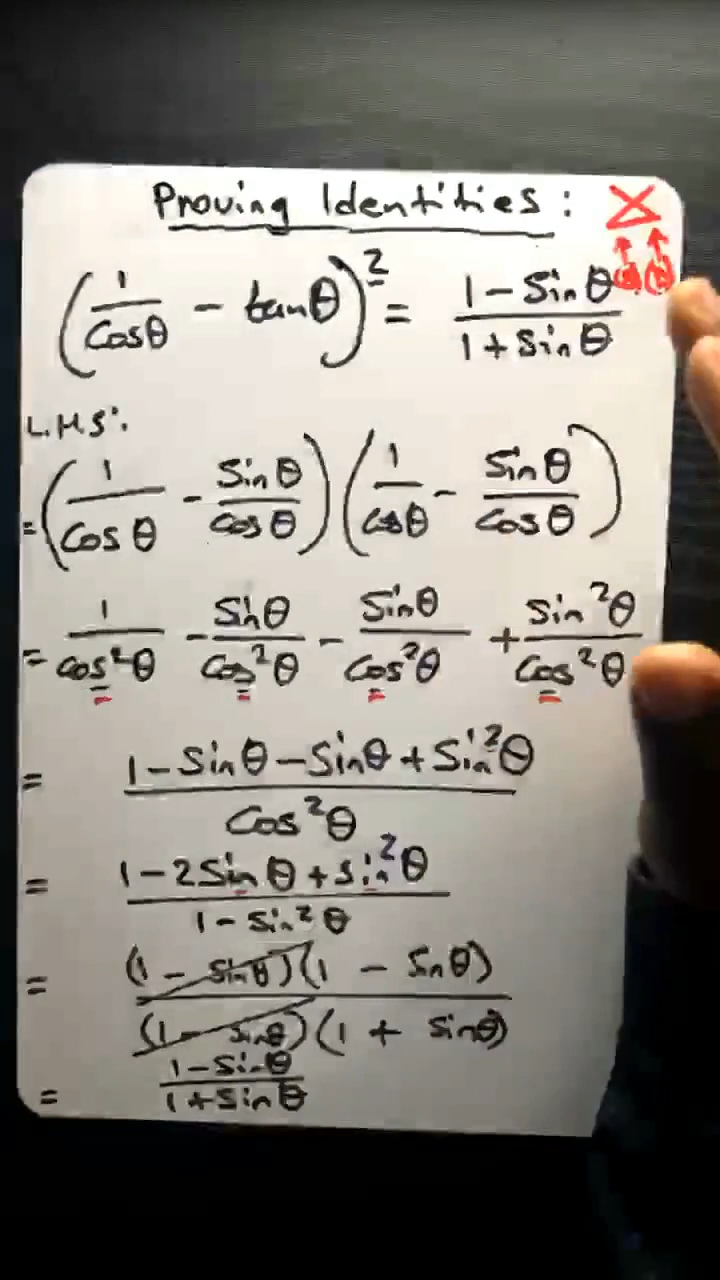 Proving Identities:
(1/cosθ − tanθ)² = (1 − sinθ)/(1 + sinθ)
L.H.S:
= (1/cosθ − sinθ/cosθ)(1/cosθ − sinθ/cosθ)
= 1/cos²θ − sinθ/cos²θ − sinθ/cos²θ + sin²θ/cos²θ
= (1 − sinθ − sinθ + sin²θ)/cos²θ
= (1 − 2sinθ + sin²θ)/(1 − sin²θ)
= (1 − sinθ)(1 − sinθ)/(1 − sinθ)(1 + sinθ)
= (1 − sinθ)/(1 + sinθ)